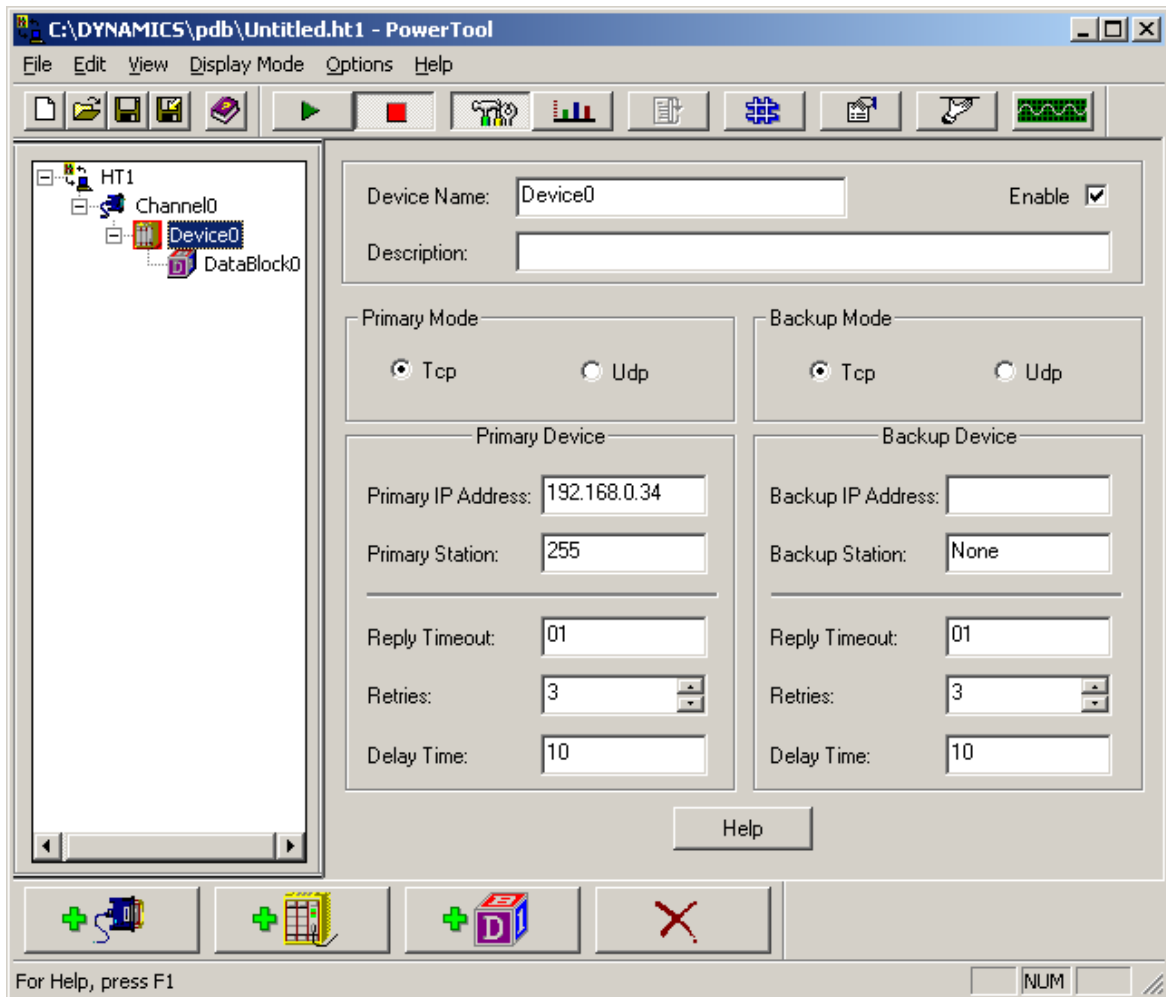 C:\DYNAMICS\pdb\Untitled.ht1 - PowerTool
File Edit View Display Mode Options Help
HT1
Channel0
Device0
D DataBlock0
Device Name: Device0 Enable
Description:
Primary Mode
Tcp Udp
Backup Mode
Tcp Udp
Primary Device
Primary IP Address: 192.168.0.34
Primary Station: 255
Reply Timeout: 01
Retries: 3
Delay Time: 10
Backup Device
Backup IP Address:
Backup Station: None
Reply Timeout: 01
Retries: 3
Delay Time: 10
Help
D
For Help, press F1 NUM